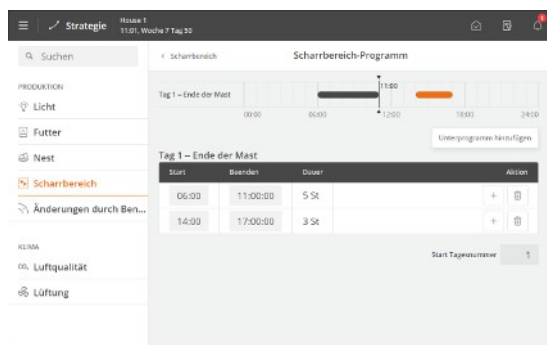 Strategie
House 1
11:01, Woche 7 Tag 50
Suchen
< Scharrbereich
Scharrbereich-Programm
PRODUKTION
Licht
Futter
Nest
Scharrbereich
Änderungen durch Ben...
KLIMA
Luftqualität
Lüftung
Tag 1 – Ende der Mast
11:00
00:00 06:00 12:00 18:00 24:00
Unterprogramm hinzufügen
Tag 1 – Ende der Mast
Start Beenden Dauer Aktion
06:00 11:00:00 5 St +
14:00 17:00:00 3 St +
Start Tagesnummer 1